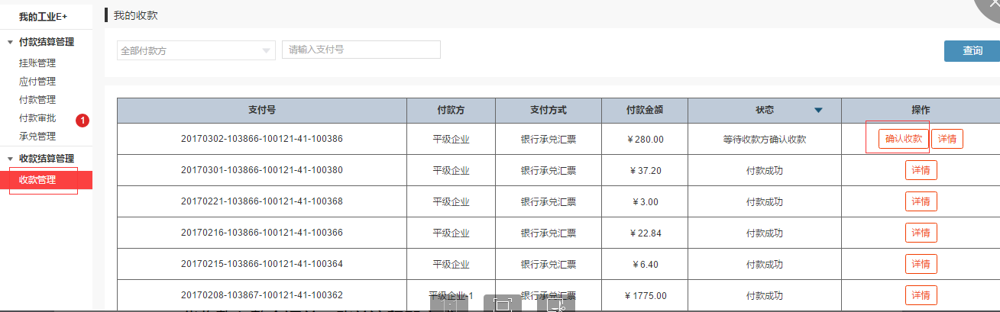 我的工业E+
付款结算管理
挂账管理
应付管理
付款管理
付款审批
1
承兑管理
收款结算管理
收款管理
我的收款
全部付款方 请输入支付号 查询
支付号 付款方 支付方式 付款金额 状态 操作
20170302-103866-100121-41-100386 平级企业 银行承兑汇票 ¥280.00 等待收款方确认收款 确认收款 详情
20170301-103866-100121-41-100380 平级企业 银行承兑汇票 ¥37.20 付款成功 详情
20170221-103866-100121-41-100368 平级企业 银行承兑汇票 ¥3.00 付款成功 详情
20170216-103866-100121-41-100366 平级企业 银行承兑汇票 ¥22.84 付款成功 详情
20170215-103866-100121-41-100364 平级企业 银行承兑汇票 ¥6.40 付款成功 详情
20170208-103867-100121-41-100362 平级企业-1 银行承兑汇票 ¥1775.00 付款成功 详情